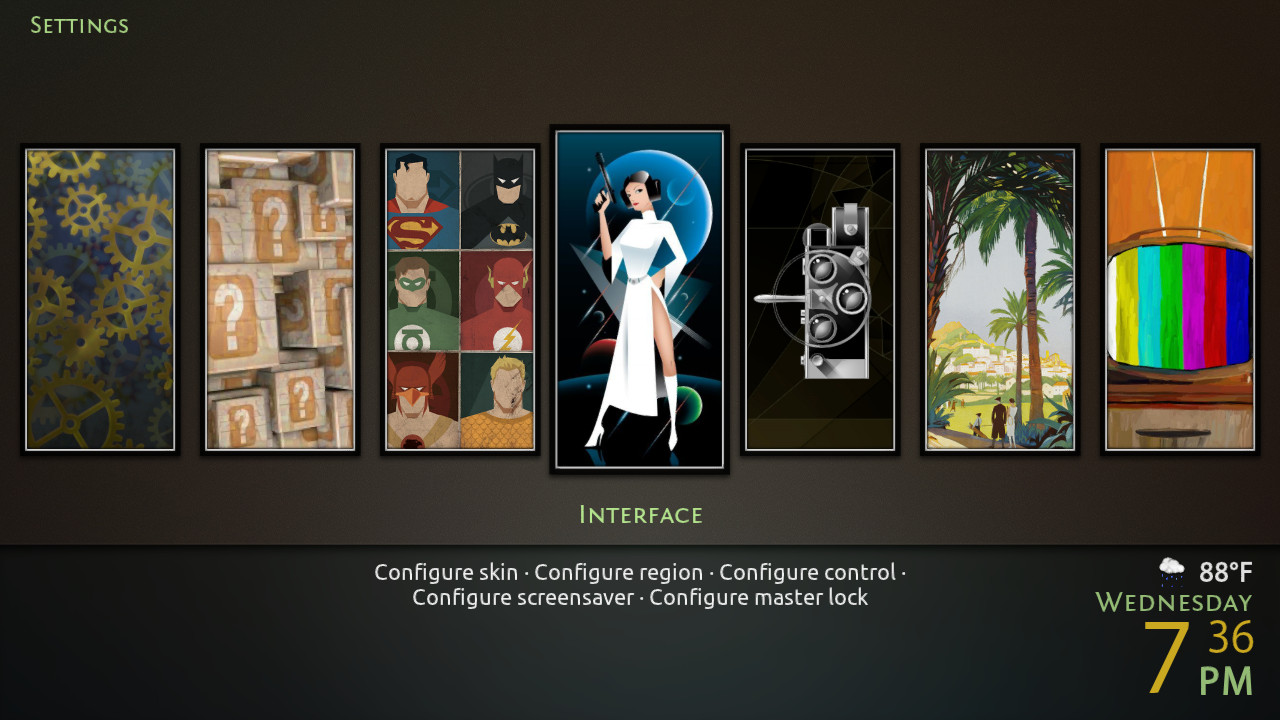 Settings
? ? ? ? ?
Interface
Configure skin · Configure region · Configure control ·
Configure screensaver · Configure master lock
88°F
Wednesday
7 36
PM